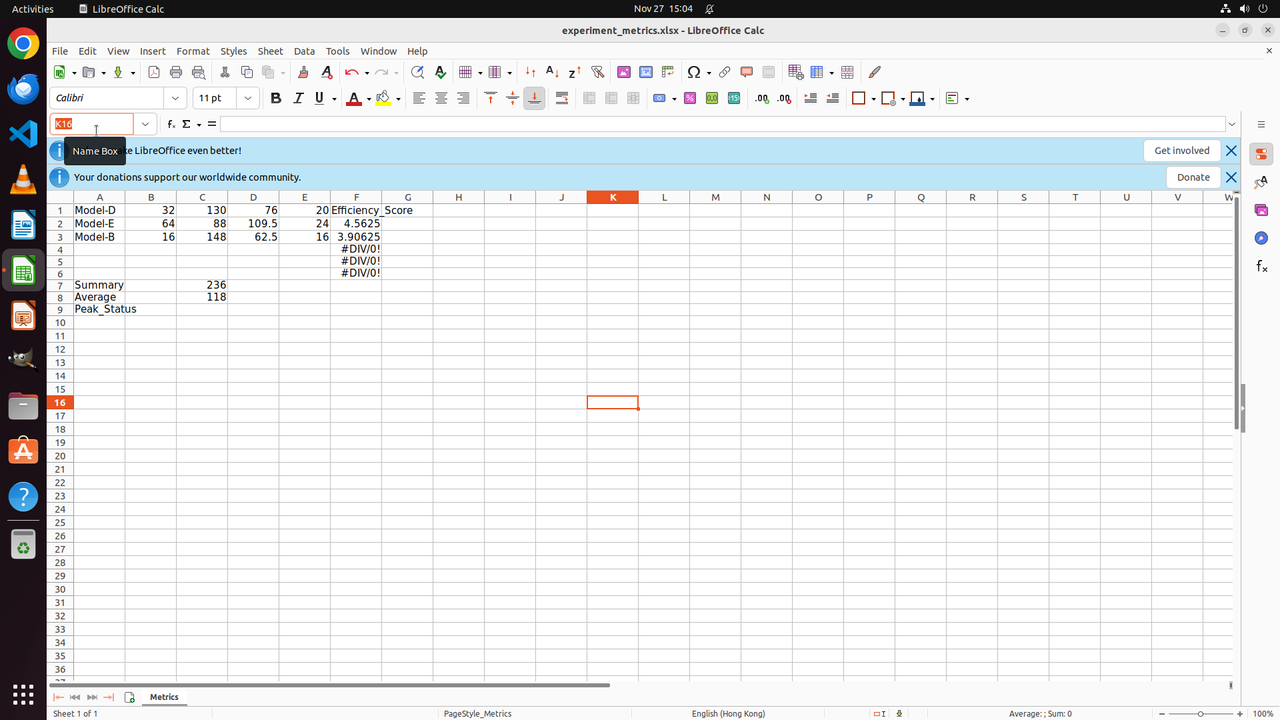 Activities LibreOffice Calc Nov 27 15:04
experiment_metrics.xlsx - LibreOffice Calc
File Edit View Insert Format Styles Sheet Data Tools Window Help
Calibri 11 pt
K16
Name Box
ke LibreOffice even better! Get involved
Your donations support our worldwide community. Donate
A B C D E F G H I J K L M N O P Q R S T U V W
1 Model-D 32 130 76 20 Efficiency_Score
2 Model-E 64 88 109.5 24 4.5625
3 Model-B 16 148 62.5 16 3.90625
4 #DIV/0!
5 #DIV/0!
6 #DIV/0!
7 Summary 236
8 Average 118
9 Peak_Status
10
11
12
13
14
15
16
17
18
19
20
21
22
23
24
25
26
27
28
29
30
31
32
33
34
35
36
Metrics
Sheet 1 of 1 PageStyle_Metrics English (Hong Kong) Average: ; Sum: 0 100%